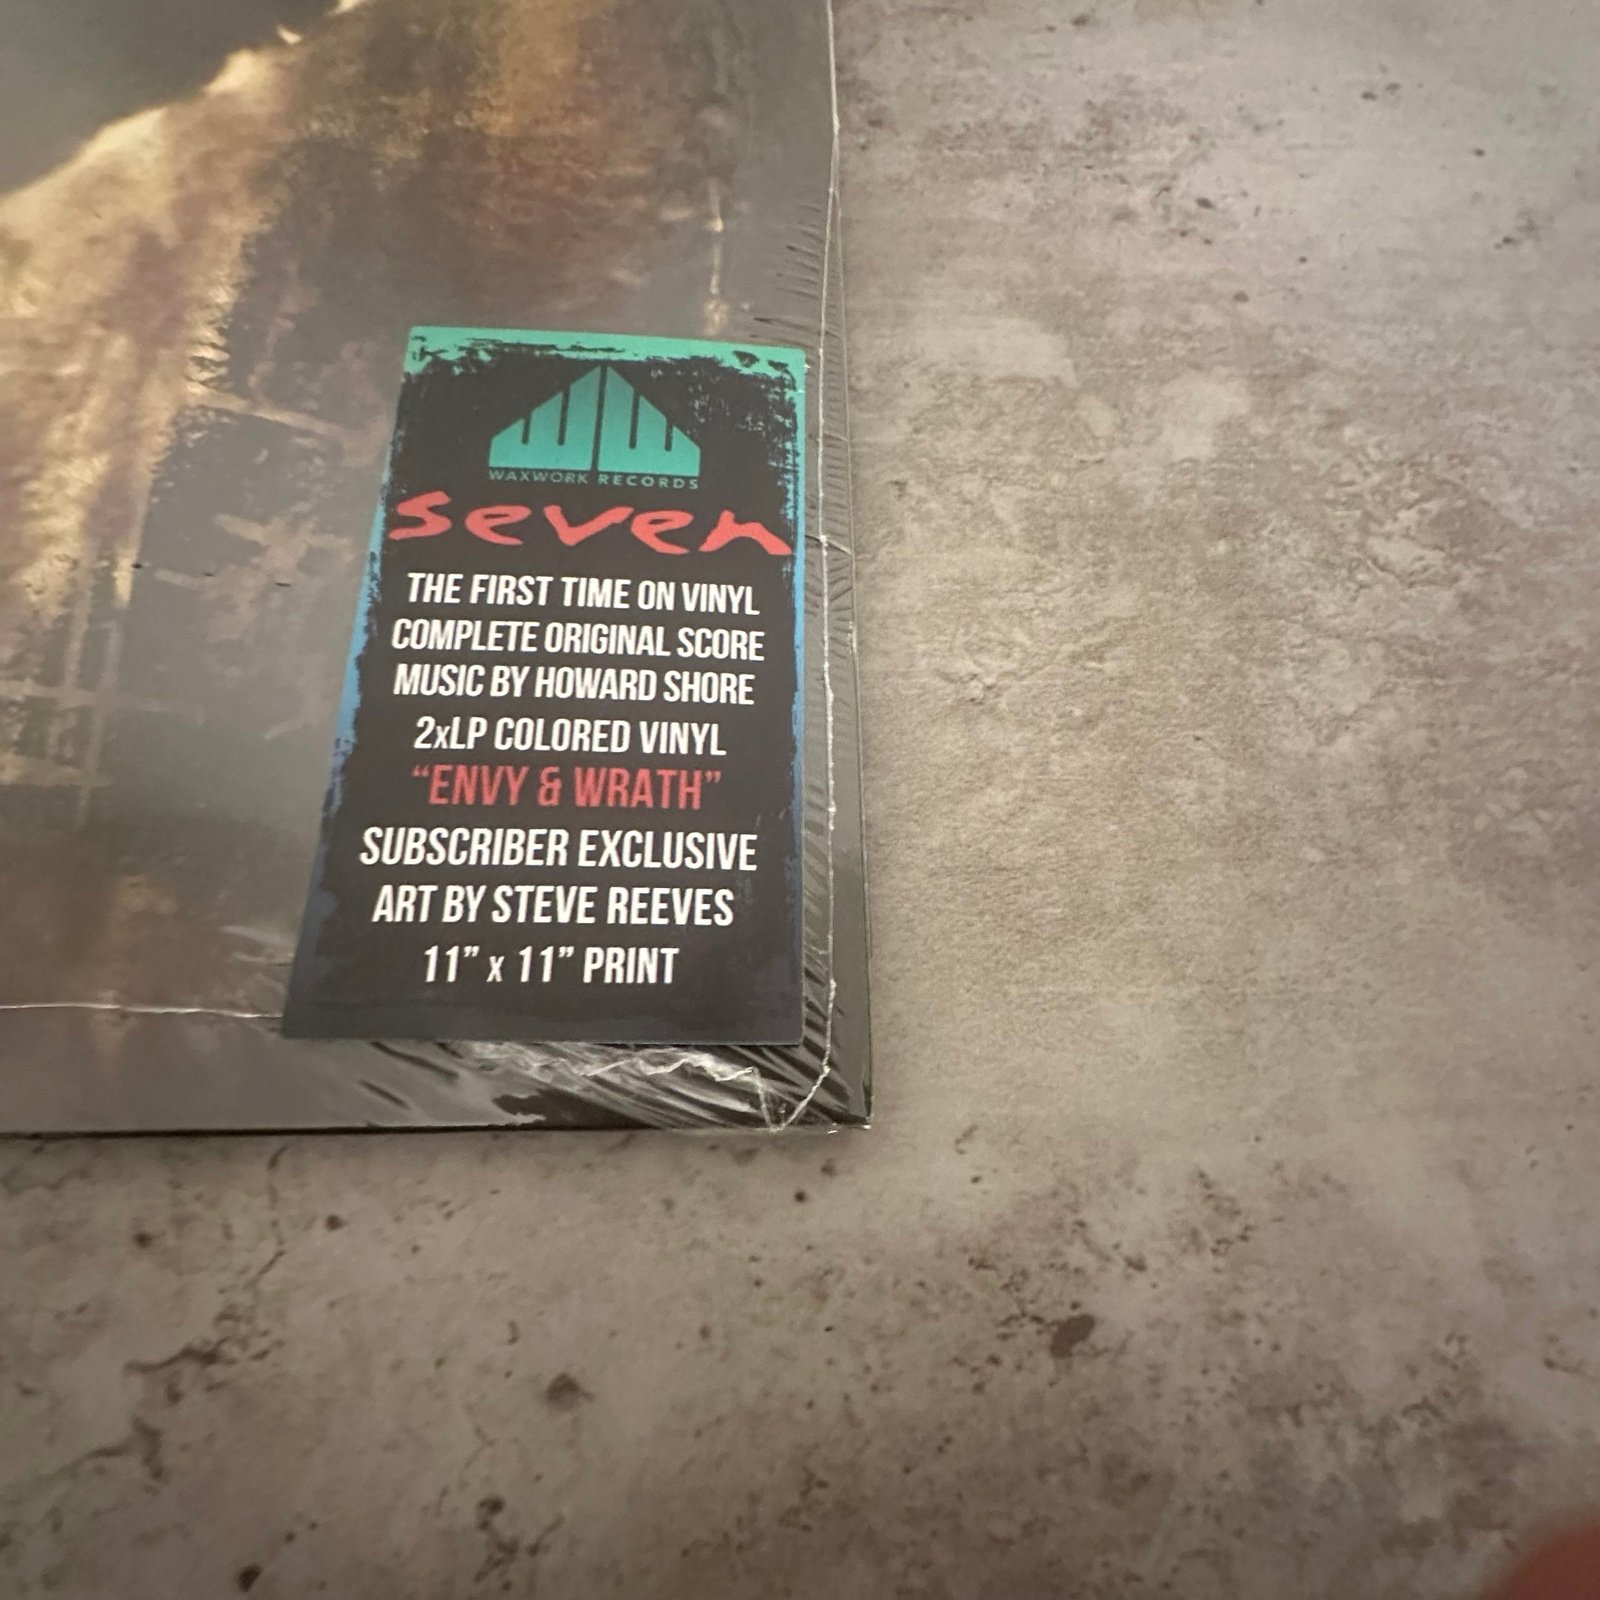 WAXWORK RECORDS
seven
THE FIRST TIME ON VINYL
COMPLETE ORIGINAL SCORE
MUSIC BY HOWARD SHORE
2xLP COLORED VINYL
“ENVY & WRATH”
SUBSCRIBER EXCLUSIVE
ART BY STEVE REEVES
11” x 11” PRINT